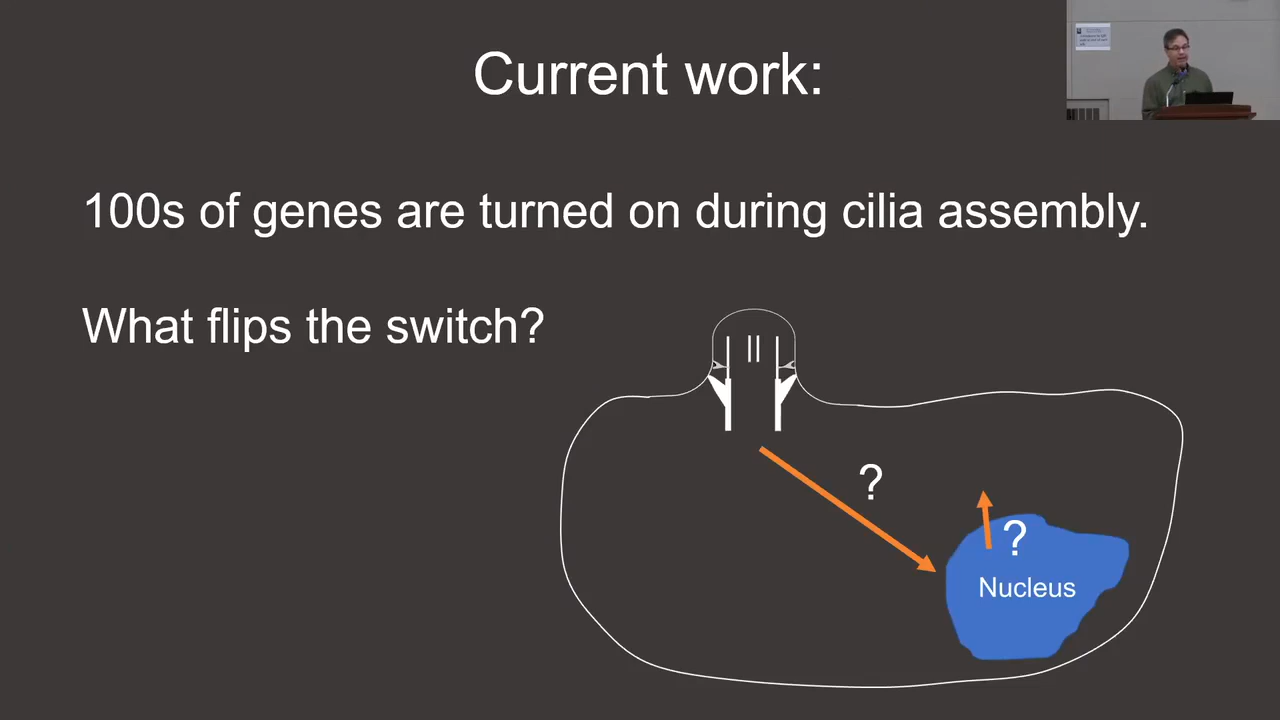 Current work:
100s of genes are turned on during cilia assembly.
What flips the switch?
?
?
Nucleus